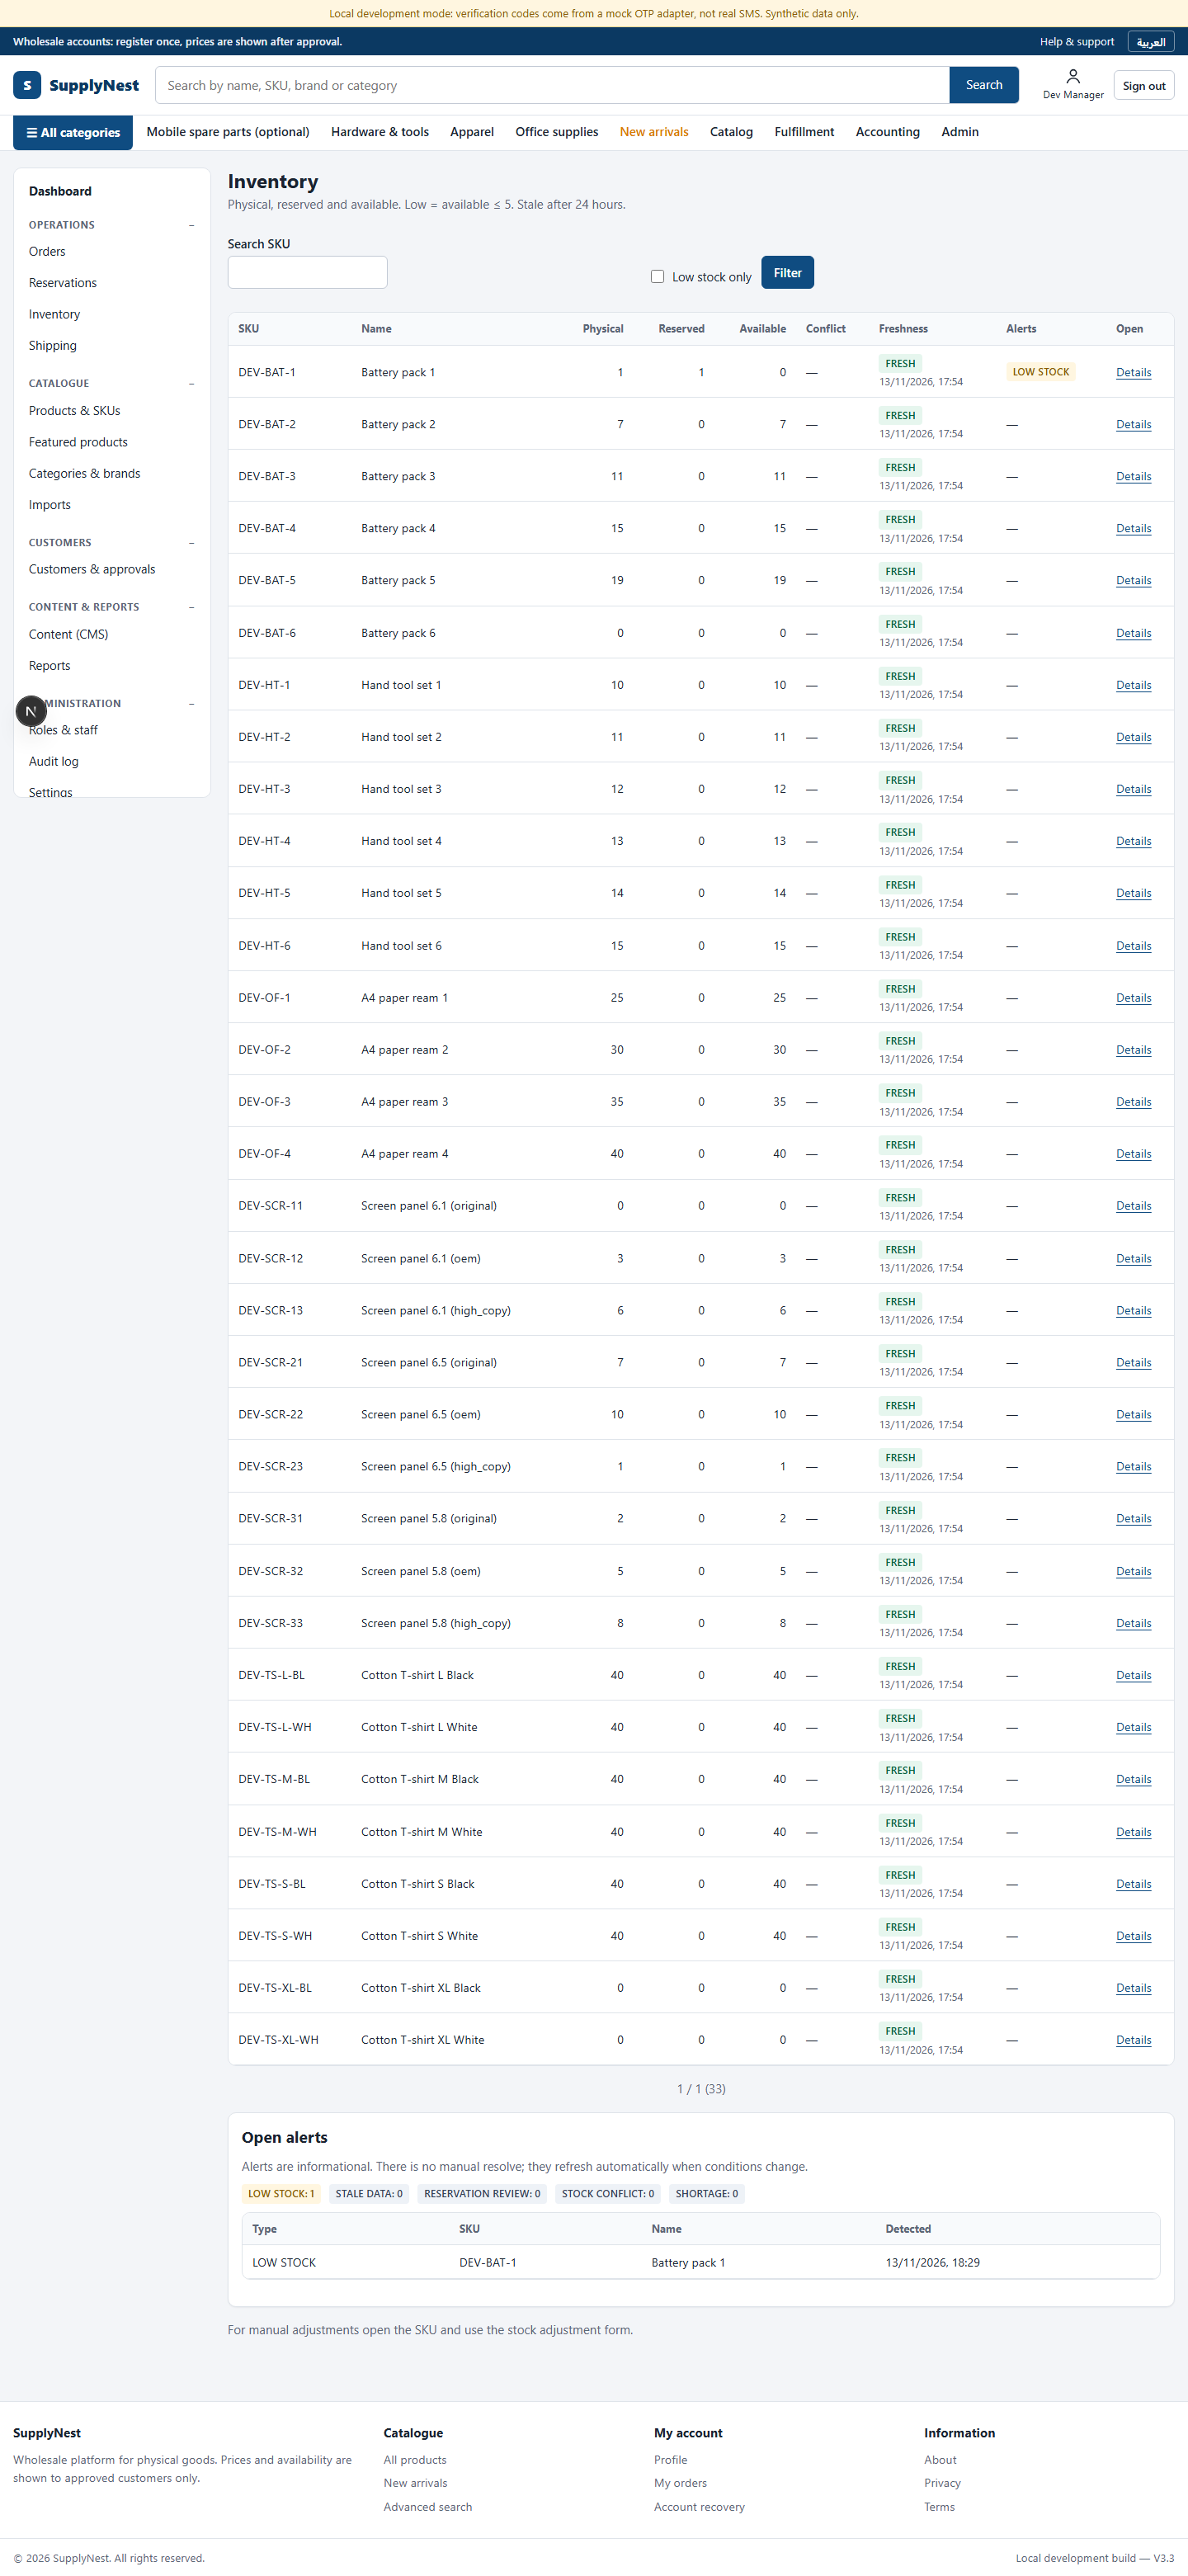 Local development mode: verification codes come from a mock OTP adapter, not real SMS. Synthetic data only.
Wholesale accounts: register once, prices are shown after approval.
Help & support
العربية
S SupplyNest
Search by name, SKU, brand or category
Search
Dev Manager
Sign out
☰ All categories
Mobile spare parts (optional)
Hardware & tools
Apparel
Office supplies
New arrivals
Catalog
Fulfillment
Accounting
Admin
Dashboard
OPERATIONS –
Orders
Reservations
Inventory
Shipping
CATALOGUE –
Products & SKUs
Featured products
Categories & brands
Imports
CUSTOMERS –
Customers & approvals
CONTENT & REPORTS –
Content (CMS)
Reports
N
MINISTRATION –
Roles & staff
Audit log
Settings
Inventory
Physical, reserved and available. Low = available ≤ 5. Stale after 24 hours.
Search SKU
Low stock only
Filter
SKU Name Physical Reserved Available Conflict Freshness Alerts Open
DEV-BAT-1 Battery pack 1 1 1 0 — FRESH 13/11/2026, 17:54 LOW STOCK Details
DEV-BAT-2 Battery pack 2 7 0 7 — FRESH 13/11/2026, 17:54 — Details
DEV-BAT-3 Battery pack 3 11 0 11 — FRESH 13/11/2026, 17:54 — Details
DEV-BAT-4 Battery pack 4 15 0 15 — FRESH 13/11/2026, 17:54 — Details
DEV-BAT-5 Battery pack 5 19 0 19 — FRESH 13/11/2026, 17:54 — Details
DEV-BAT-6 Battery pack 6 0 0 0 — FRESH 13/11/2026, 17:54 — Details
DEV-HT-1 Hand tool set 1 10 0 10 — FRESH 13/11/2026, 17:54 — Details
DEV-HT-2 Hand tool set 2 11 0 11 — FRESH 13/11/2026, 17:54 — Details
DEV-HT-3 Hand tool set 3 12 0 12 — FRESH 13/11/2026, 17:54 — Details
DEV-HT-4 Hand tool set 4 13 0 13 — FRESH 13/11/2026, 17:54 — Details
DEV-HT-5 Hand tool set 5 14 0 14 — FRESH 13/11/2026, 17:54 — Details
DEV-HT-6 Hand tool set 6 15 0 15 — FRESH 13/11/2026, 17:54 — Details
DEV-OF-1 A4 paper ream 1 25 0 25 — FRESH 13/11/2026, 17:54 — Details
DEV-OF-2 A4 paper ream 2 30 0 30 — FRESH 13/11/2026, 17:54 — Details
DEV-OF-3 A4 paper ream 3 35 0 35 — FRESH 13/11/2026, 17:54 — Details
DEV-OF-4 A4 paper ream 4 40 0 40 — FRESH 13/11/2026, 17:54 — Details
DEV-SCR-11 Screen panel 6.1 (original) 0 0 0 — FRESH 13/11/2026, 17:54 — Details
DEV-SCR-12 Screen panel 6.1 (oem) 3 0 3 — FRESH 13/11/2026, 17:54 — Details
DEV-SCR-13 Screen panel 6.1 (high_copy) 6 0 6 — FRESH 13/11/2026, 17:54 — Details
DEV-SCR-21 Screen panel 6.5 (original) 7 0 7 — FRESH 13/11/2026, 17:54 — Details
DEV-SCR-22 Screen panel 6.5 (oem) 10 0 10 — FRESH 13/11/2026, 17:54 — Details
DEV-SCR-23 Screen panel 6.5 (high_copy) 1 0 1 — FRESH 13/11/2026, 17:54 — Details
DEV-SCR-31 Screen panel 5.8 (original) 2 0 2 — FRESH 13/11/2026, 17:54 — Details
DEV-SCR-32 Screen panel 5.8 (oem) 5 0 5 — FRESH 13/11/2026, 17:54 — Details
DEV-SCR-33 Screen panel 5.8 (high_copy) 8 0 8 — FRESH 13/11/2026, 17:54 — Details
DEV-TS-L-BL Cotton T-shirt L Black 40 0 40 — FRESH 13/11/2026, 17:54 — Details
DEV-TS-L-WH Cotton T-shirt L White 40 0 40 — FRESH 13/11/2026, 17:54 — Details
DEV-TS-M-BL Cotton T-shirt M Black 40 0 40 — FRESH 13/11/2026, 17:54 — Details
DEV-TS-M-WH Cotton T-shirt M White 40 0 40 — FRESH 13/11/2026, 17:54 — Details
DEV-TS-S-BL Cotton T-shirt S Black 40 0 40 — FRESH 13/11/2026, 17:54 — Details
DEV-TS-S-WH Cotton T-shirt S White 40 0 40 — FRESH 13/11/2026, 17:54 — Details
DEV-TS-XL-BL Cotton T-shirt XL Black 0 0 0 — FRESH 13/11/2026, 17:54 — Details
DEV-TS-XL-WH Cotton T-shirt XL White 0 0 0 — FRESH 13/11/2026, 17:54 — Details
1 / 1 (33)
Open alerts
Alerts are informational. There is no manual resolve; they refresh automatically when conditions change.
LOW STOCK: 1 STALE DATA: 0 RESERVATION REVIEW: 0 STOCK CONFLICT: 0 SHORTAGE: 0
Type SKU Name Detected
LOW STOCK DEV-BAT-1 Battery pack 1 13/11/2026, 18:29
For manual adjustments open the SKU and use the stock adjustment form.
SupplyNest
Wholesale platform for physical goods. Prices and availability are
shown to approved customers only.
Catalogue
All products
New arrivals
Advanced search
My account
Profile
My orders
Account recovery
Information
About
Privacy
Terms
© 2026 SupplyNest. All rights reserved.
Local development build — V3.3